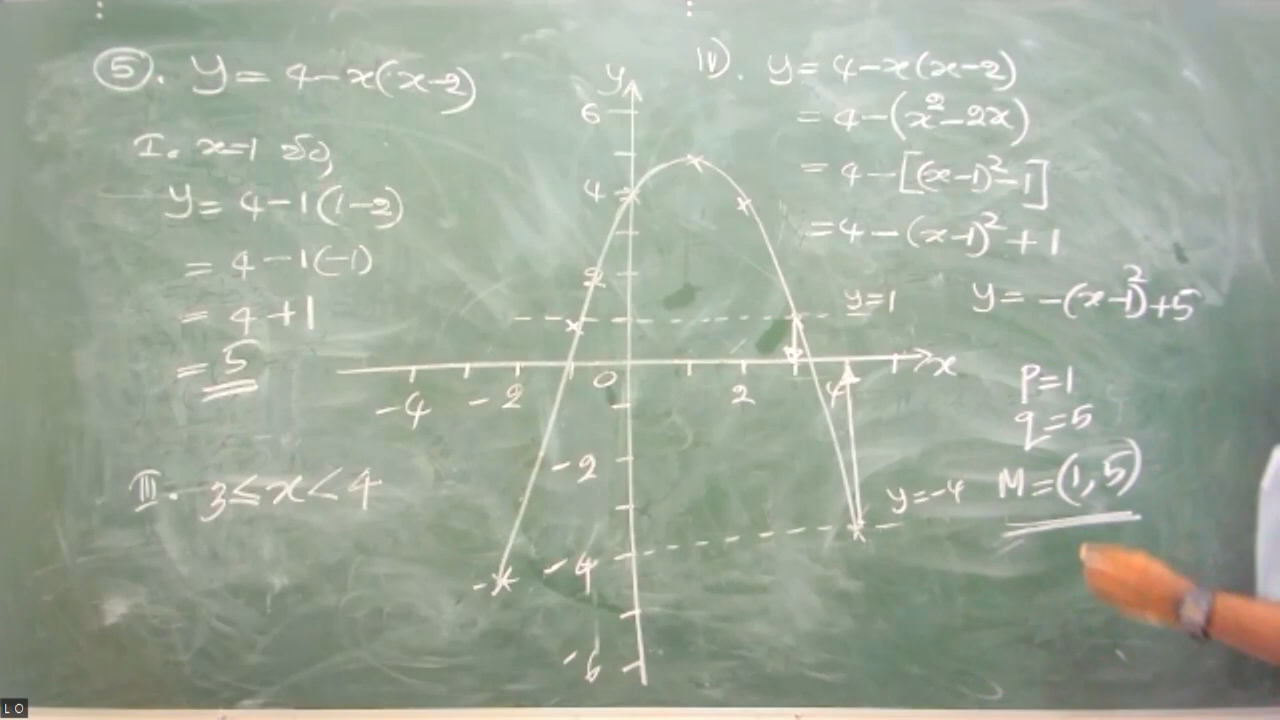 ⑤. y = 4-x(x-2)
I. x=1 විට,
y = 4-1(1-2)
= 4-1(-1)
= 4+1
= 5
III. 3≤x<4
y
6
4
2
-2
-4
-6
-4 -2 0 2 4 x
y=1
y=-4
IV). y = 4-x(x-2)
= 4-(x²-2x)
= 4-[(x-1)²-1]
= 4-(x-1)²+1
y = -(x-1)²+5
P=1
q=5
M=(1,5)
LO